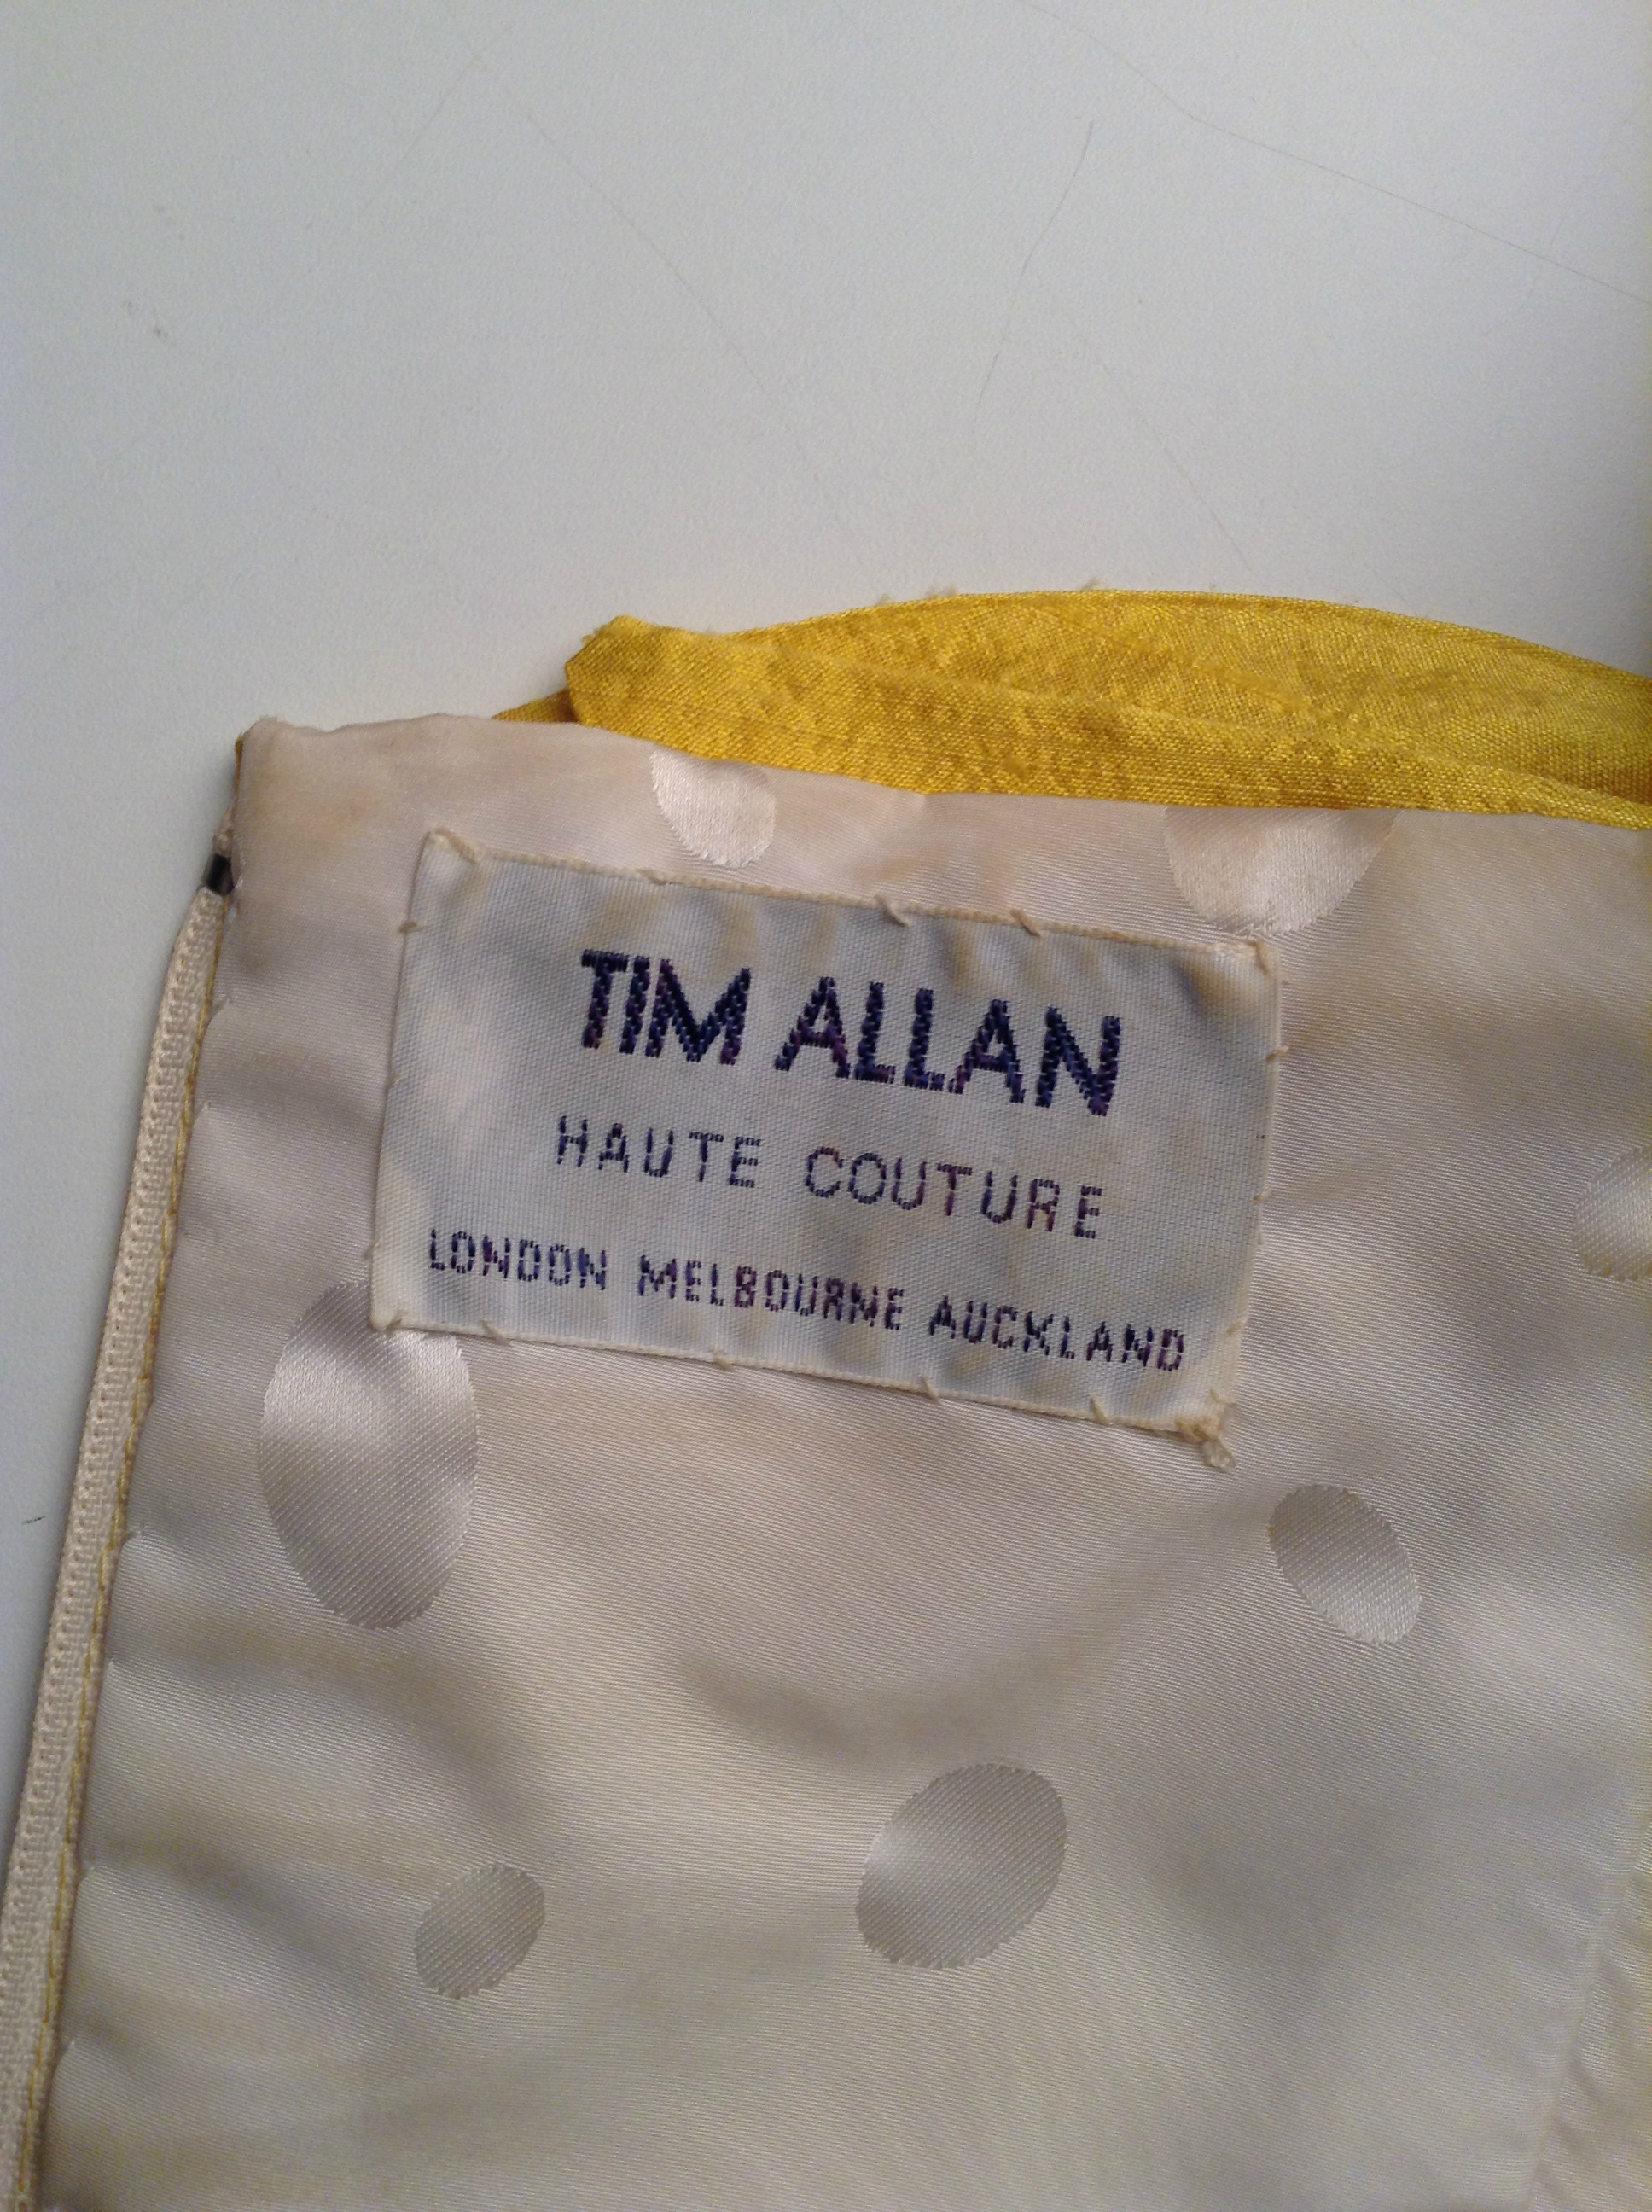 TIM ALLAN
HAUTE COUTURE
LONDON MELBOURNE AUCKLAND